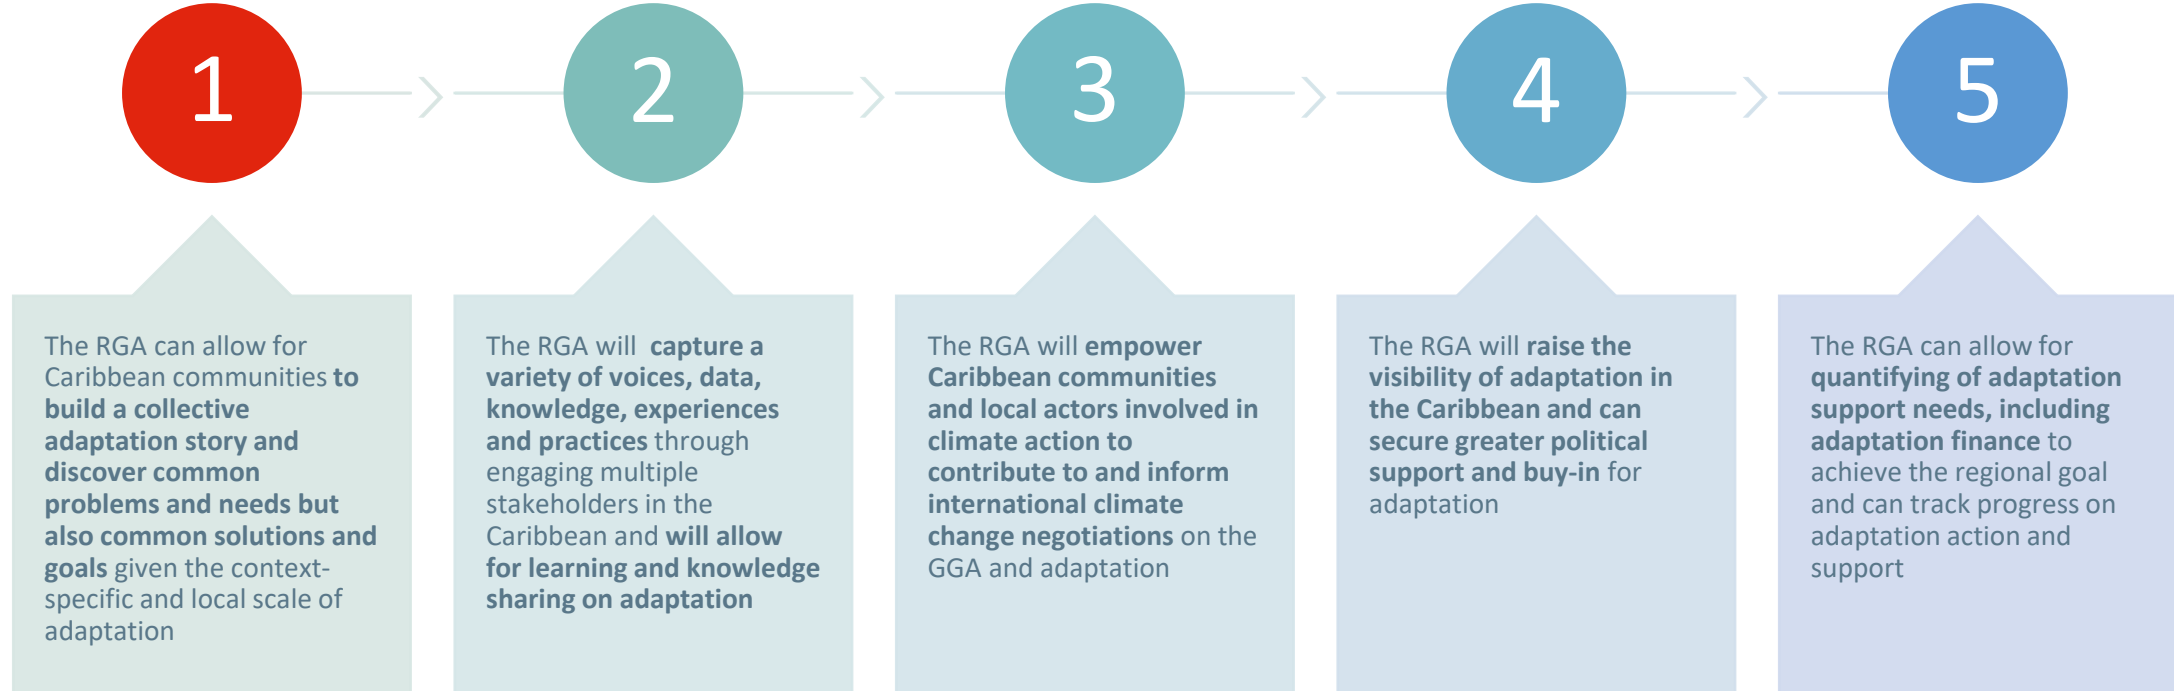 1
2
3
4
5
The RGA can allow for
Caribbean communities to
build a collective
adaptation story and
discover common
problems and needs but
also common solutions and
goals given the context-
specific and local scale of
adaptation
The RGA will capture a
variety of voices, data,
knowledge, experiences
and practices through
engaging multiple
stakeholders in the
Caribbean and will allow
for learning and knowledge
sharing on adaptation
The RGA will empower
Caribbean communities
and local actors involved in
climate action to
contribute to and inform
international climate
change negotiations on the
GGA and adaptation
The RGA will raise the
visibility of adaptation in
the Caribbean and can
secure greater political
support and buy-in for
adaptation
The RGA can allow for
quantifying of adaptation
support needs, including
adaptation finance to
achieve the regional goal
and can track progress on
adaptation action and
support